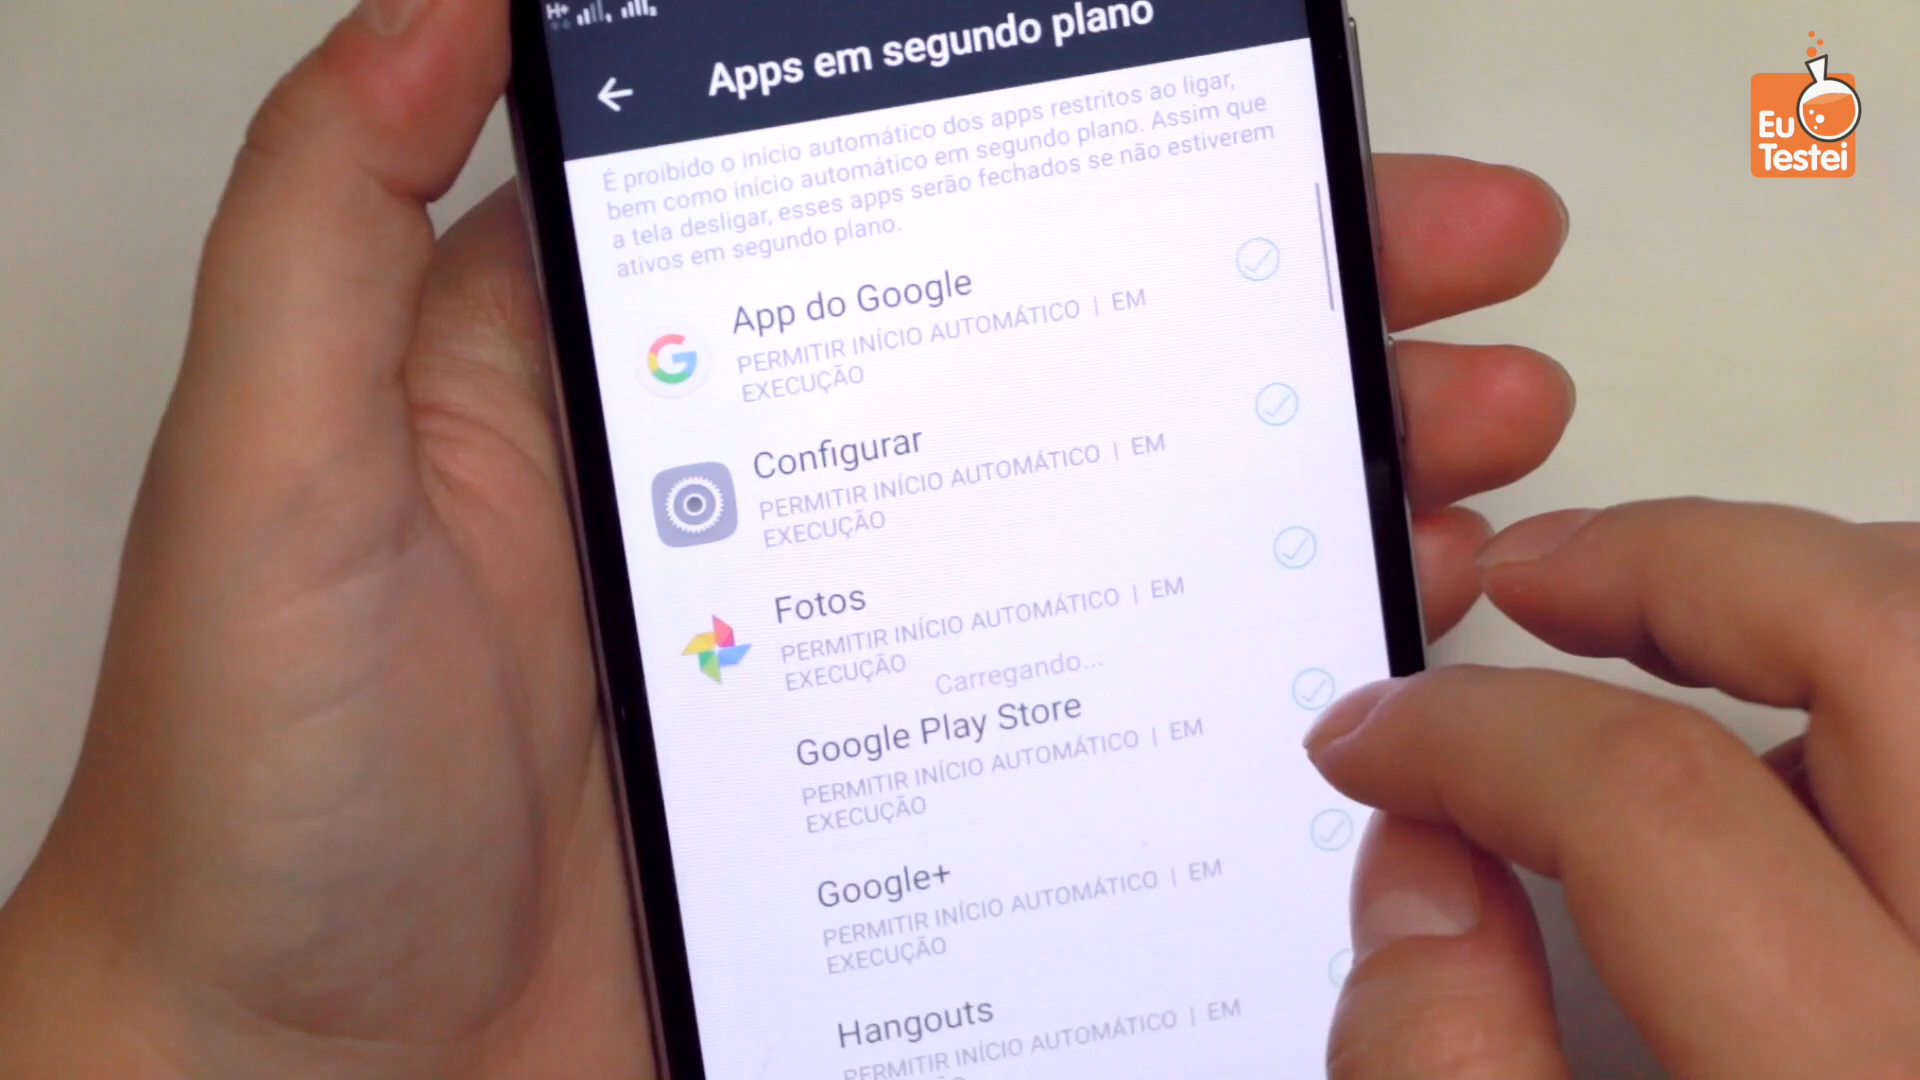 H+
Apps em segundo plano
É proibido o início automático dos apps restritos ao ligar,
bem como início automático em segundo plano. Assim que
a tela desligar, esses apps serão fechados se não estiverem
ativos em segundo plano.
App do Google
PERMITIR INÍCIO AUTOMÁTICO | EM
EXECUÇÃO
Configurar
PERMITIR INÍCIO AUTOMÁTICO | EM
EXECUÇÃO
Fotos
PERMITIR INÍCIO AUTOMÁTICO | EM
EXECUÇÃO
Carregando...
Google Play Store
PERMITIR INÍCIO AUTOMÁTICO | EM
EXECUÇÃO
Google+
PERMITIR INÍCIO AUTOMÁTICO | EM
EXECUÇÃO
Hangouts
PERMITIR INÍCIO AUTOMÁTICO | EM
Eu
Testei